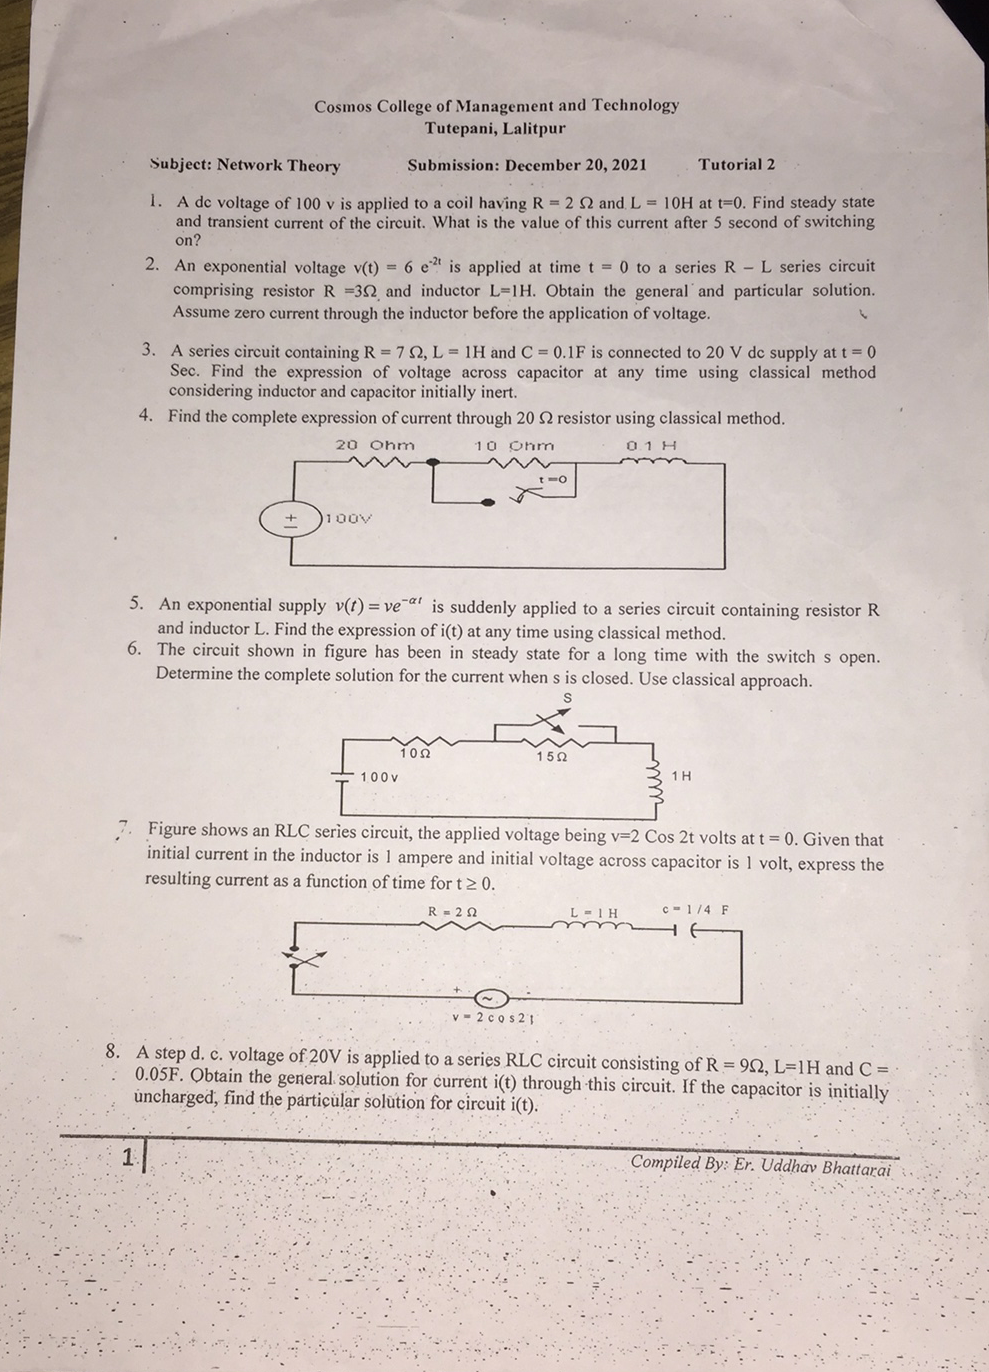 Cosmos College of Management and Technology
Tutepani, Lalitpur
Subject: Network Theory Submission: December 20, 2021 Tutorial 2
1. A dc voltage of 100 v is applied to a coil having R = 2 Ω and L = 10H at t=0. Find steady state
and transient current of the circuit. What is the value of this current after 5 second of switching
on?
2. An exponential voltage v(t) = 6 e⁻²ᵗ is applied at time t = 0 to a series R – L series circuit
comprising resistor R =3Ω and inductor L=1H. Obtain the general and particular solution.
Assume zero current through the inductor before the application of voltage.
3. A series circuit containing R = 7 Ω, L = 1H and C = 0.1F is connected to 20 V dc supply at t = 0
Sec. Find the expression of voltage across capacitor at any time using classical method
considering inductor and capacitor initially inert.
4. Find the complete expression of current through 20 Ω resistor using classical method.
20 Ohm 10 Ohm 0 1 H
t=0
+
100V
5. An exponential supply v(t) = ve⁻ᵅᵗ is suddenly applied to a series circuit containing resistor R
and inductor L. Find the expression of i(t) at any time using classical method.
6. The circuit shown in figure has been in steady state for a long time with the switch s open.
Determine the complete solution for the current when s is closed. Use classical approach.
S
10Ω 15Ω
100v 1H
7. Figure shows an RLC series circuit, the applied voltage being v=2 Cos 2t volts at t = 0. Given that
initial current in the inductor is 1 ampere and initial voltage across capacitor is 1 volt, express the
resulting current as a function of time for t ≥ 0.
R = 2 Ω L = 1 H c = 1/4 F
+
~
v = 2cos2t
8. A step d. c. voltage of 20V is applied to a series RLC circuit consisting of R = 9Ω, L=1H and C =
0.05F. Obtain the general solution for current i(t) through this circuit. If the capacitor is initially
uncharged, find the particular solution for circuit i(t).
1
Compiled By: Er. Uddhav Bhattarai